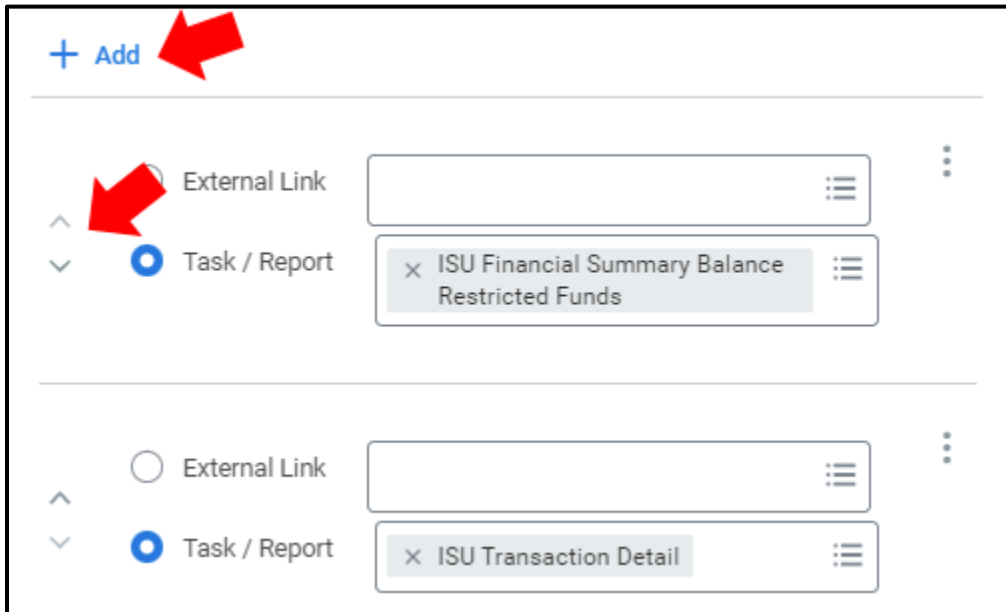 Add
External Link
Task / Report
ISU Financial Summary Balance
Restricted Funds
External Link
Task / Report
ISU Transaction Detail